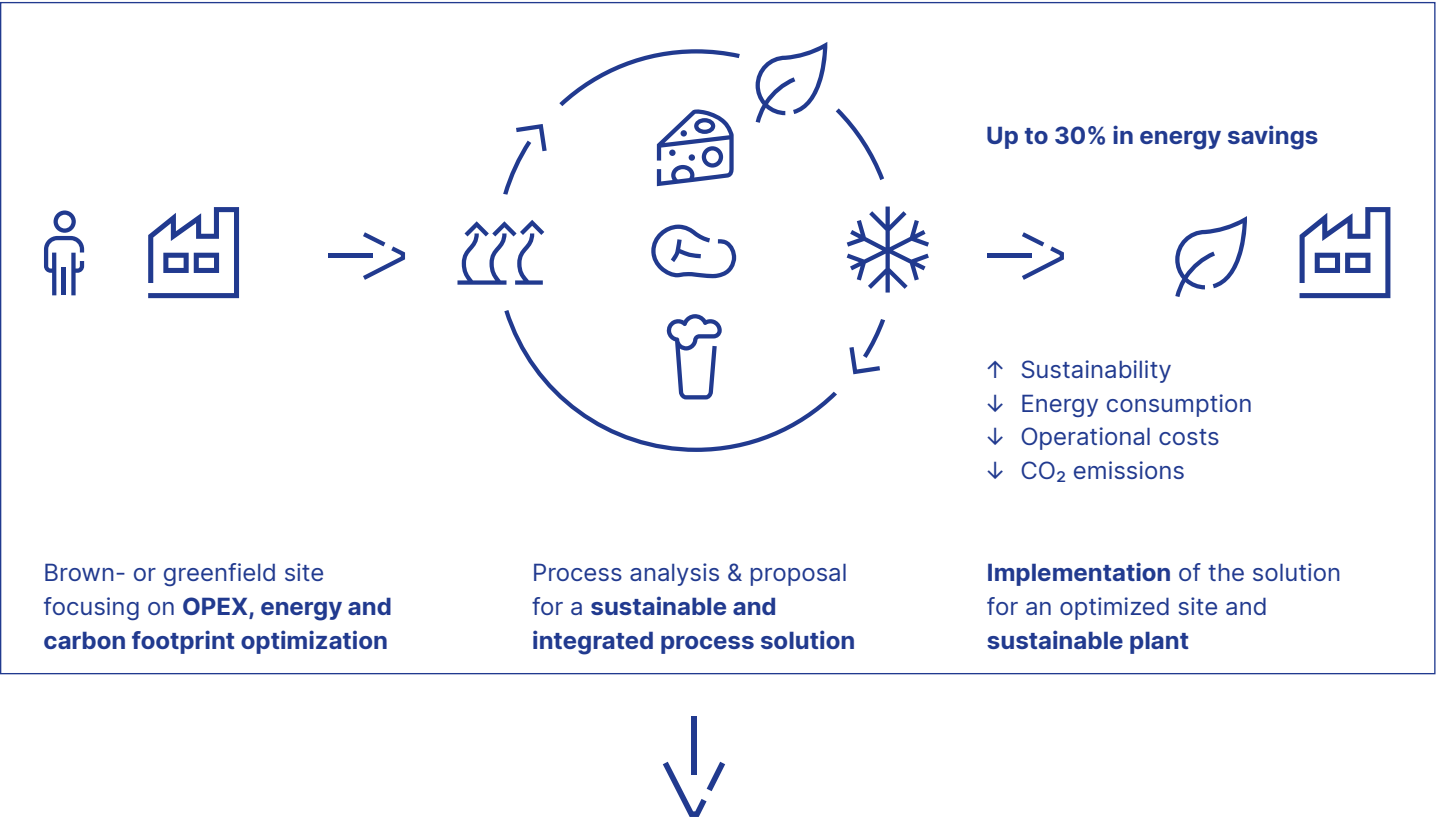 Up to 30% in energy savings
↑ Sustainability
↓ Energy consumption
↓ Operational costs
↓ CO₂ emissions
Brown- or greenfield site
focusing on OPEX, energy and
carbon footprint optimization
Process analysis & proposal
for a sustainable and
integrated process solution
Implementation of the solution
for an optimized site and
sustainable plant